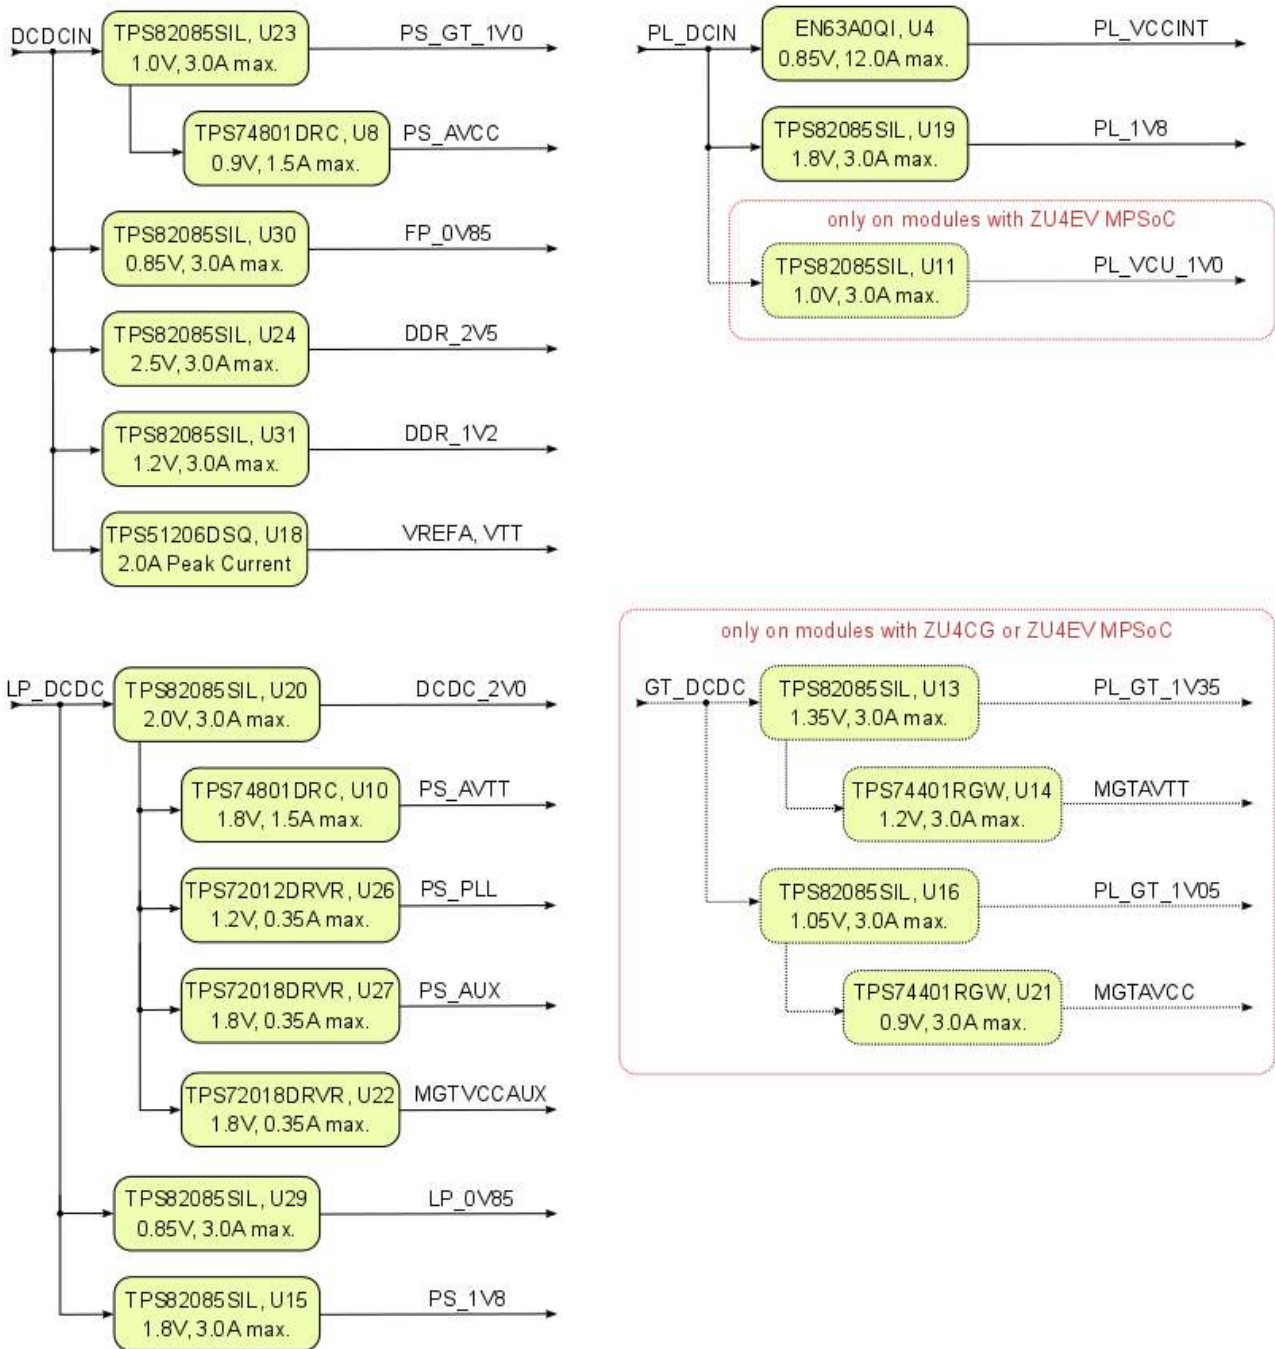 DCDCIN
TPS82085SIL, U23
1.0V, 3.0A max.
PS_GT_1V0
TPS74801DRC, U8
0.9V, 1.5A max.
PS_AVCC
TPS82085SIL, U30
0.85V, 3.0A max.
FP_0V85
TPS82085SIL, U24
2.5V, 3.0A max.
DDR_2V5
TPS82085SIL, U31
1.2V, 3.0A max.
DDR_1V2
TPS51206DSQ, U18
2.0A Peak Current
VREFA, VTT
PL_DCIN
EN63A0QI, U4
0.85V, 12.0A max.
PL_VCCINT
TPS82085SIL, U19
1.8V, 3.0A max.
PL_1V8
only on modules with ZU4EV MPSoC
TPS82085SIL, U11
1.0V, 3.0A max.
PL_VCU_1V0
LP_DCDC
TPS82085SIL, U20
2.0V, 3.0A max.
DCDC_2V0
TPS74801DRC, U10
1.8V, 1.5A max.
PS_AVTT
TPS72012DRVR, U26
1.2V, 0.35A max.
PS_PLL
TPS72018DRVR, U27
1.8V, 0.35A max.
PS_AUX
TPS72018DRVR, U22
1.8V, 0.35A max.
MGTVCCAUX
TPS82085SIL, U29
0.85V, 3.0A max.
LP_0V85
TPS82085SIL, U15
1.8V, 3.0A max.
PS_1V8
only on modules with ZU4CG or ZU4EV MPSoC
GT_DCDC
TPS82085SIL, U13
1.35V, 3.0A max.
PL_GT_1V35
TPS74401RGW, U14
1.2V, 3.0A max.
MGTAVTT
TPS82085SIL, U16
1.05V, 3.0A max.
PL_GT_1V05
TPS74401RGW, U21
0.9V, 3.0A max.
MGTAVCC